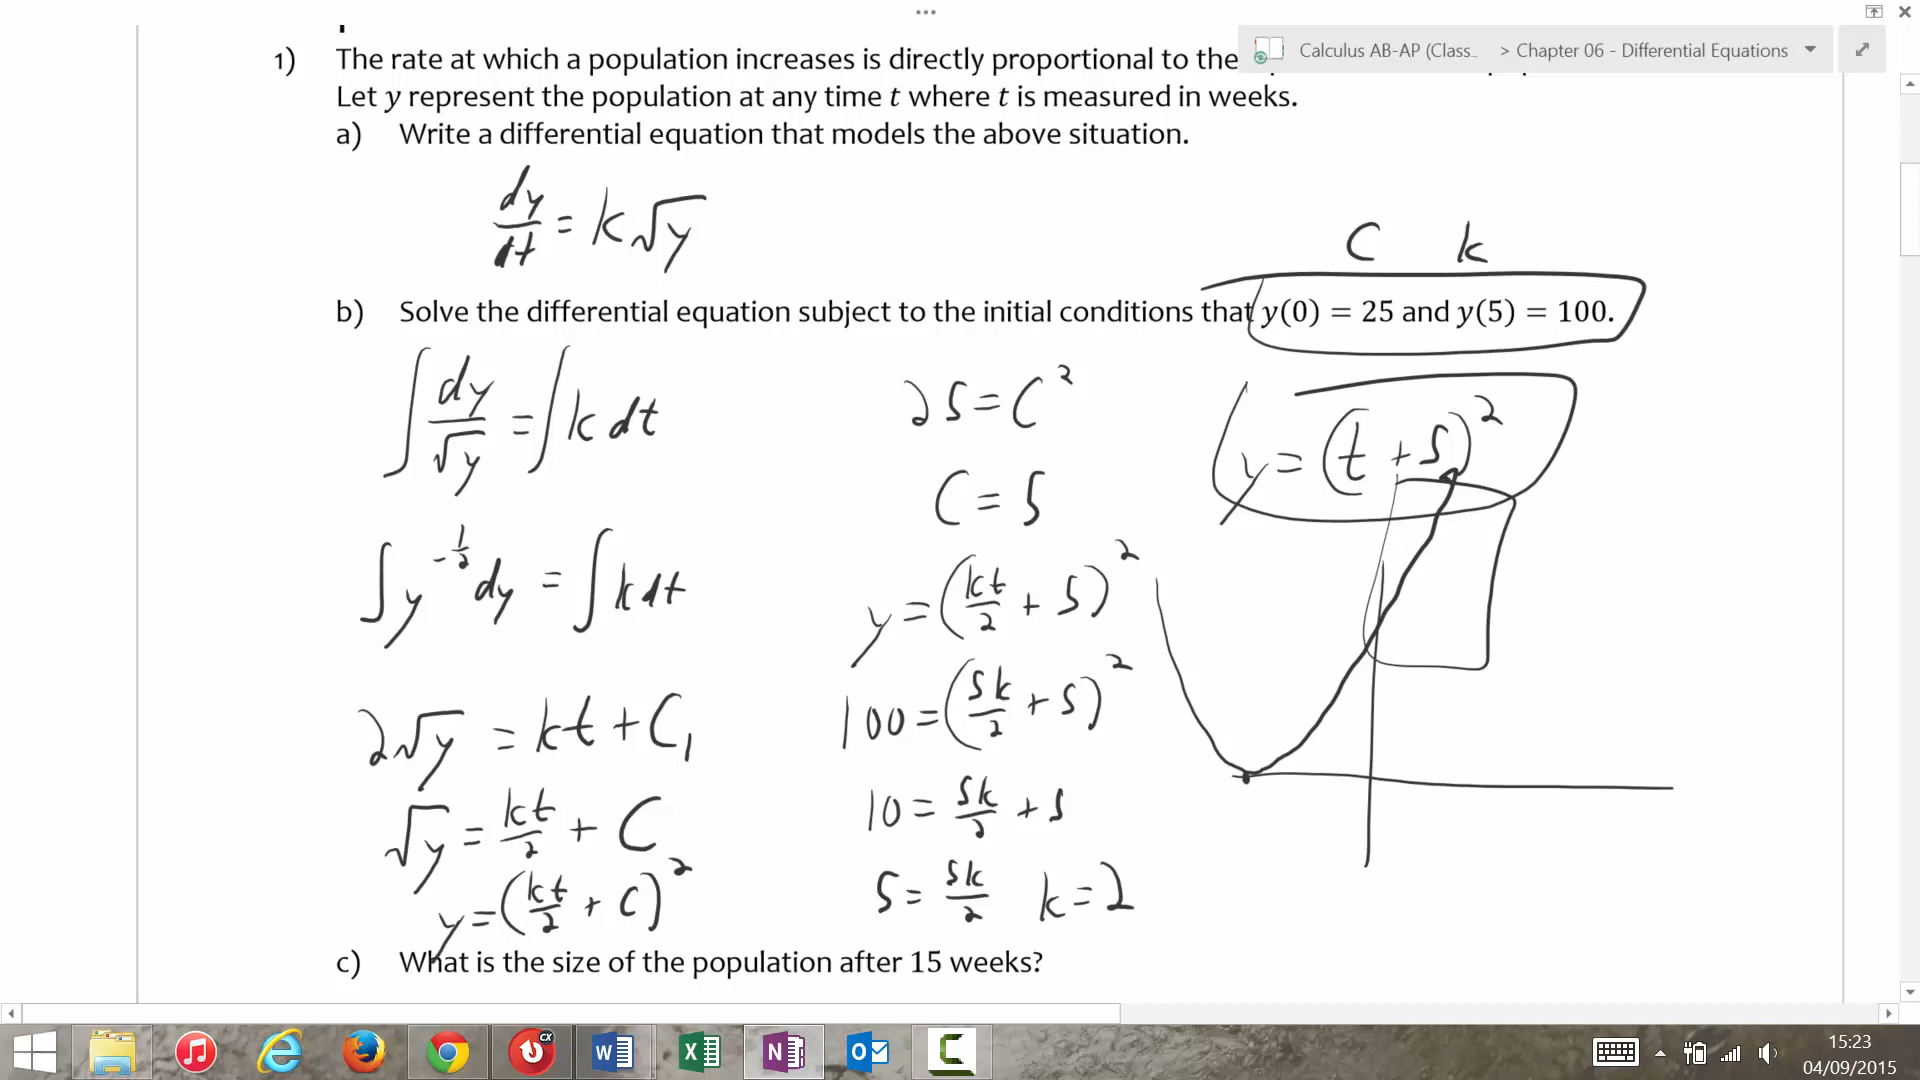 Calculus AB-AP (Class.. > Chapter 06 - Differential Equations
1) The rate at which a population increases is directly proportional to the
Let y represent the population at any time t where t is measured in weeks.
a) Write a differential equation that models the above situation.
dy/dt = k√y
C k
b) Solve the differential equation subject to the initial conditions that y(0) = 25 and y(5) = 100.
∫ dy/√y = ∫ k dt
∫ y^(-1/2) dy = ∫ k dt
2√y = kt + C₁
√y = kt/2 + C
y = (kt/2 + C)²
25 = C²
C = 5
y = (kt/2 + 5)²
100 = (5k/2 + 5)²
10 = 5k/2 + 5
5 = 5k/2 k = 2
y = (t + 5)²
c) What is the size of the population after 15 weeks?
15:23
04/09/2015